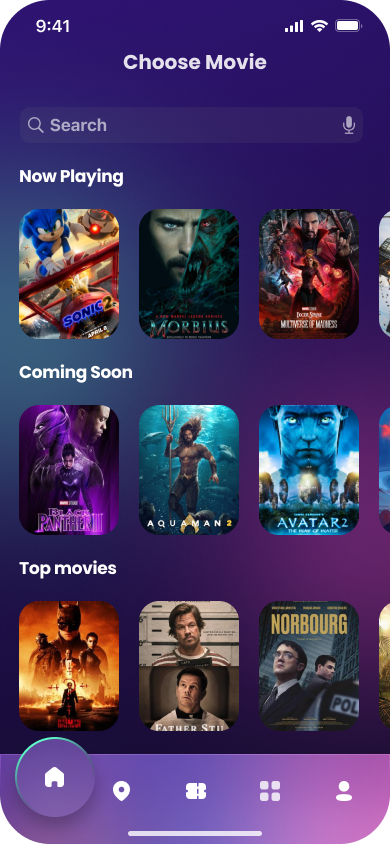 9:41
Choose Movie
Search
Now Playing
SONIC 2
APRIL 8
MORBIUS
DOCTOR STRANGE
MULTIVERSE OF MADNESS
Coming Soon
MARVEL STUDIOS
BLACK
PANTHER II
AQUAMAN 2
AVATAR 2
THE WAY OF WATER
Top movies
THE BATMAN
FATHER STU
NORBOURG
POL